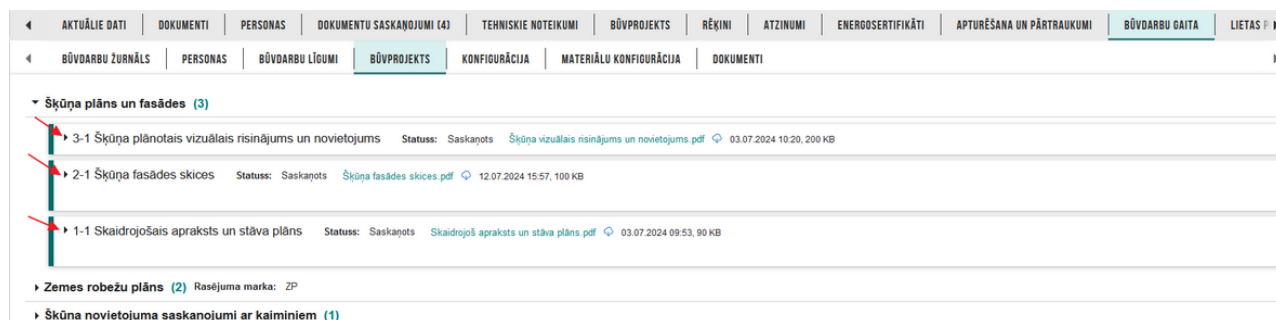 AKTUĀLIE DATI DOKUMENTI PERSONAS DOKUMENTU SASKAŅOJUMI (4) TEHNISKIE NOTEIKUMI BŪVPROJEKTS RĒĶINI ATZINUMI ENERGOSERTIFIKĀTI APTURĒŠANA UN PĀRTRAUKUMI BŪVDARBU GAITA LIETAS P
BŪVDARBU ŽURNĀLS PERSONAS BŪVDARBU LĪGUMI BŪVPROJEKTS KONFIGURĀCIJA MATERIĀLU KONFIGURĀCIJA DOKUMENTI
Šķūņa plāns un fasādes (3)
3-1 Šķūņa plānotais vizuālais risinājums un novietojums Statuss: Saskaņots Šķūņa vizuālais risinājums un novietojums.pdf 03.07.2024 10:20, 200 KB
2-1 Šķūņa fasādes skices Statuss: Saskaņots Šķūņa fasādes skices.pdf 12.07.2024 15:57, 100 KB
1-1 Skaidrojošais apraksts un stāva plāns Statuss: Saskaņots Skaidrojoš apraksts un stāva plāns.pdf 03.07.2024 09:53, 90 KB
Zemes robežu plāns (2) Rasējuma marka: ZP
Šķūņa novietojuma saskaņojumi ar kaimiņiem (1)